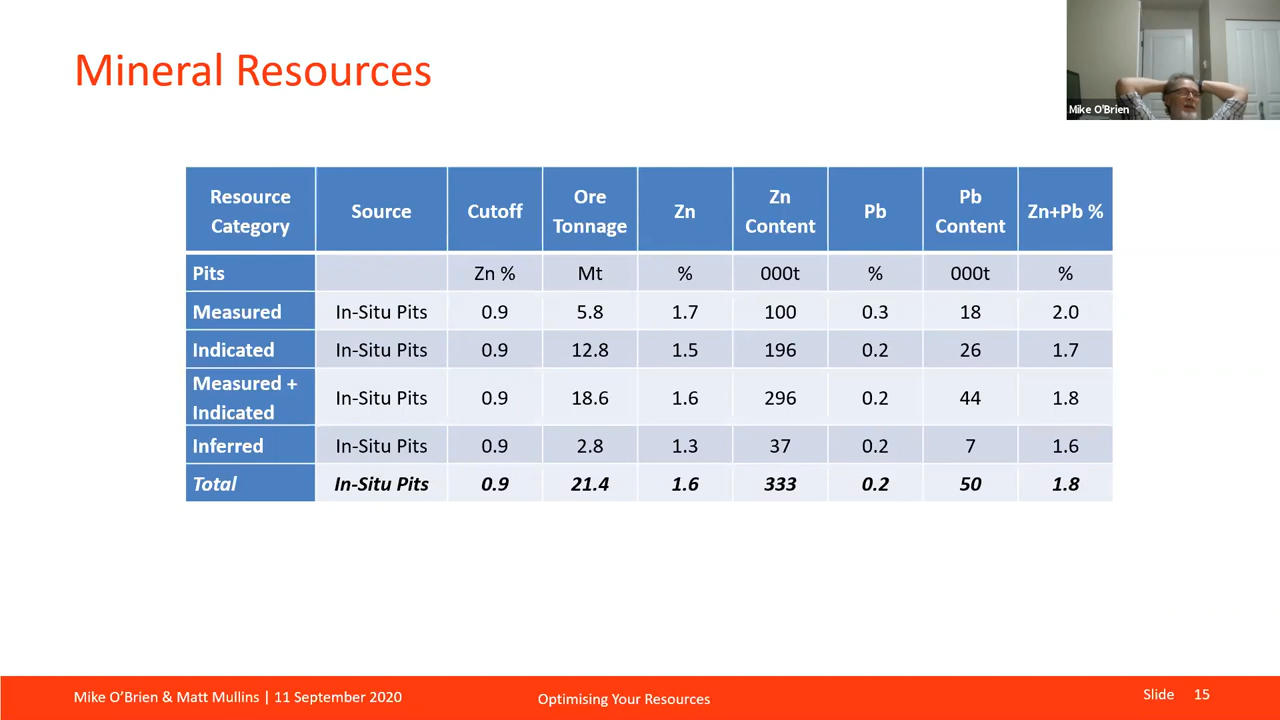 Mineral Resources
Mike O'Brien
Resource Category Source Cutoff Ore Tonnage Zn Zn Content Pb Pb Content Zn+Pb %
Pits Zn % Mt % 000t % 000t %
Measured In-Situ Pits 0.9 5.8 1.7 100 0.3 18 2.0
Indicated In-Situ Pits 0.9 12.8 1.5 196 0.2 26 1.7
Measured + Indicated In-Situ Pits 0.9 18.6 1.6 296 0.2 44 1.8
Inferred In-Situ Pits 0.9 2.8 1.3 37 0.2 7 1.6
Total In-Situ Pits 0.9 21.4 1.6 333 0.2 50 1.8
Mike O'Brien & Matt Mullins | 11 September 2020 Optimising Your Resources Slide 15